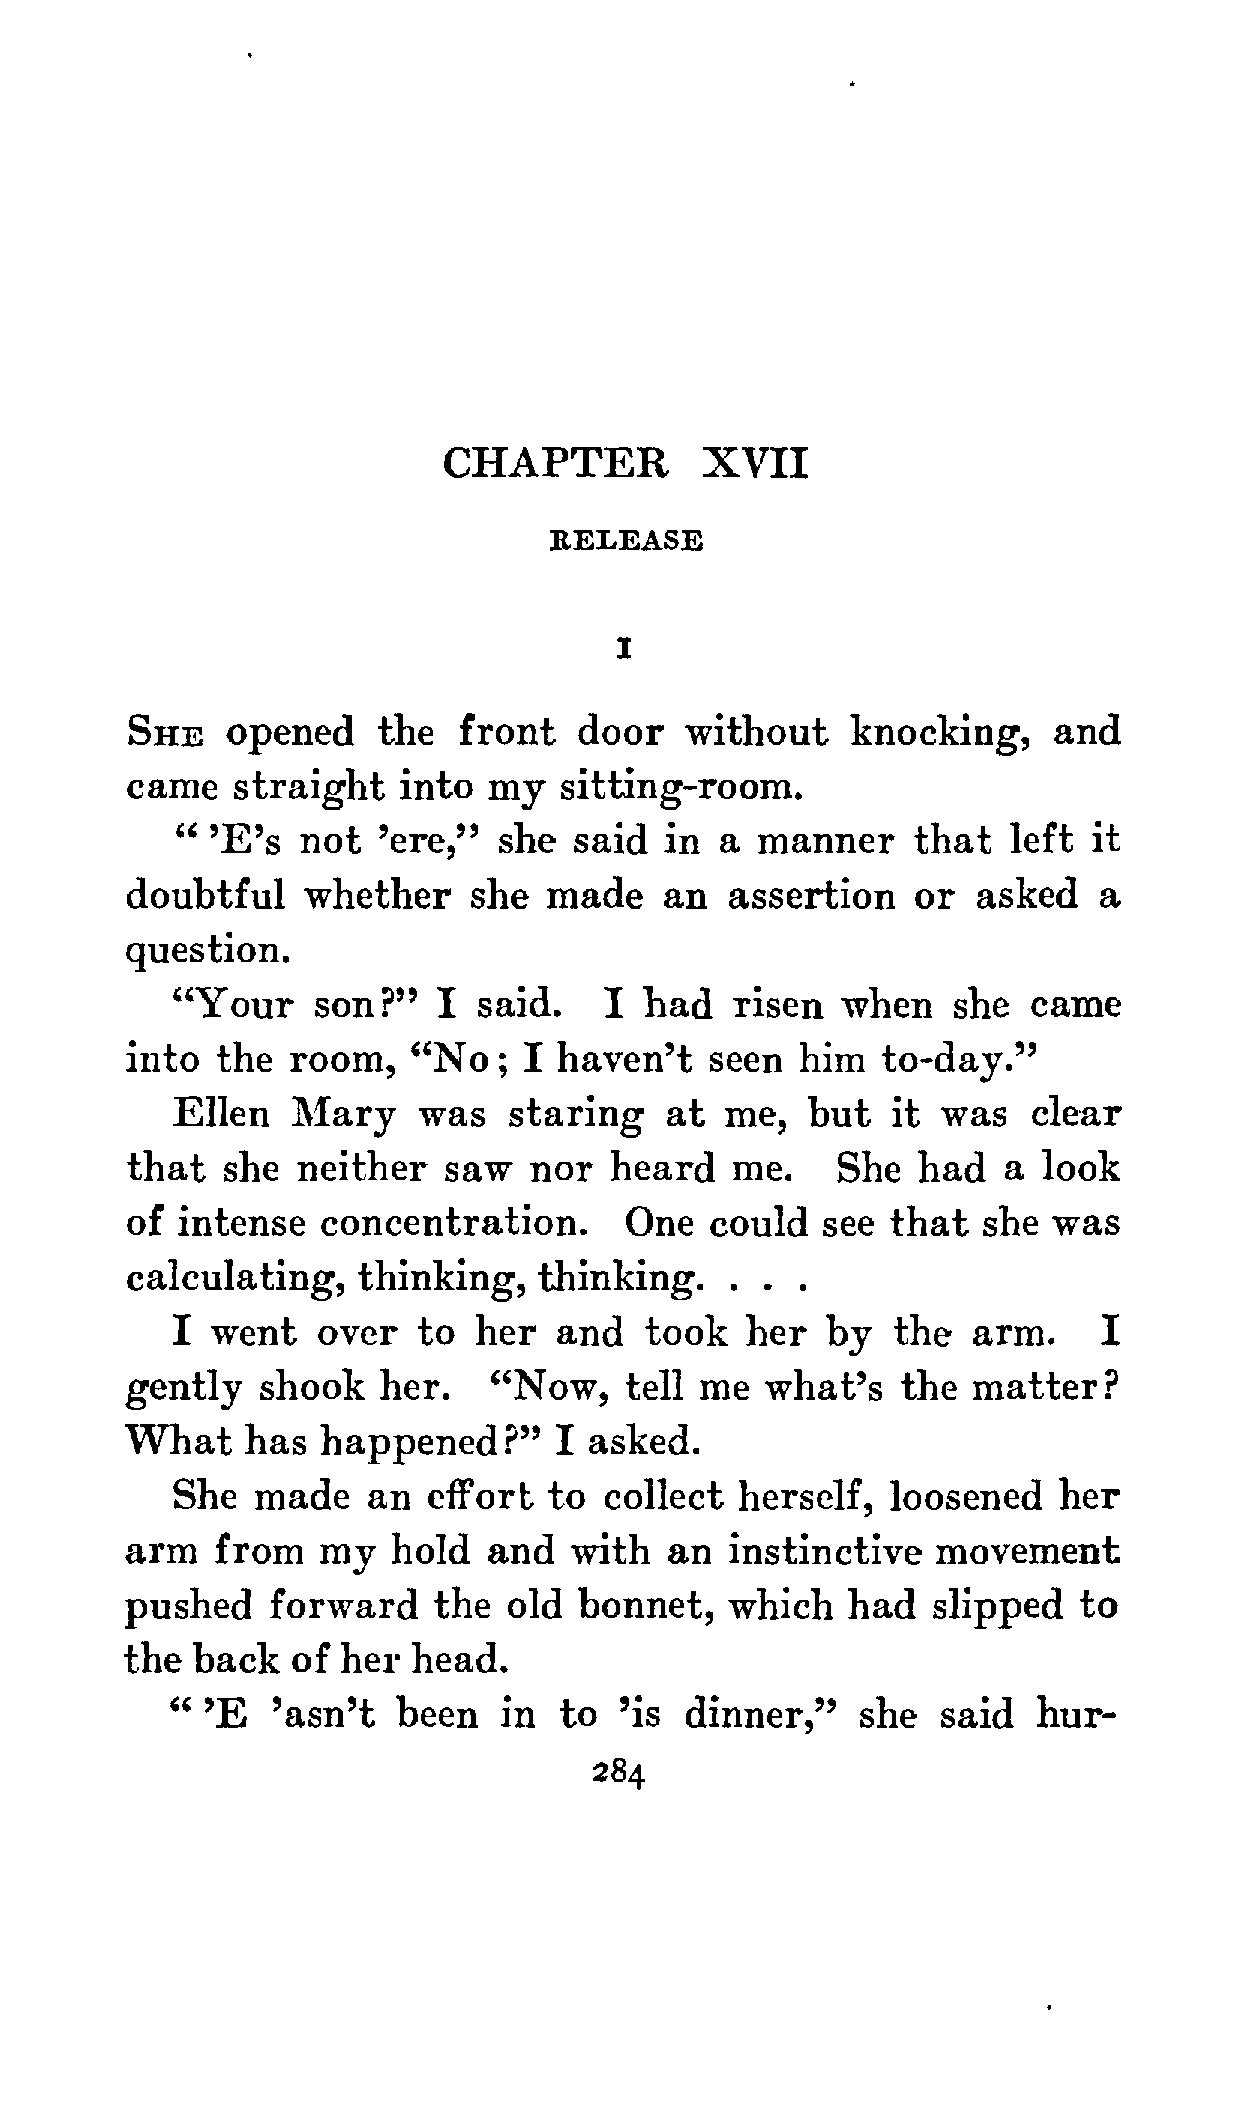 CHAPTER XVII
RELEASE
I
SHE opened the front door without knocking, and
came straight into my sitting-room.
“ ’E’s not ’ere,” she said in a manner that left it
doubtful whether she made an assertion or asked a
question.
“Your son?” I said. I had risen when she came
into the room, “No; I haven’t seen him to-day.”
Ellen Mary was staring at me, but it was clear
that she neither saw nor heard me. She had a look
of intense concentration. One could see that she was
calculating, thinking, thinking. . . .
I went over to her and took her by the arm. I
gently shook her. “Now, tell me what’s the matter?
What has happened?” I asked.
She made an effort to collect herself, loosened her
arm from my hold and with an instinctive movement
pushed forward the old bonnet, which had slipped to
the back of her head.
“ ’E ’asn’t been in to ’is dinner,” she said hur-
284